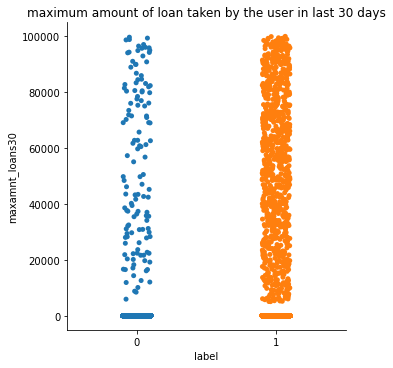 maximum amount of loan taken by the user in last 30 days
100000
80000
60000
40000
20000
0
maxamnt_loans30
0 1
label